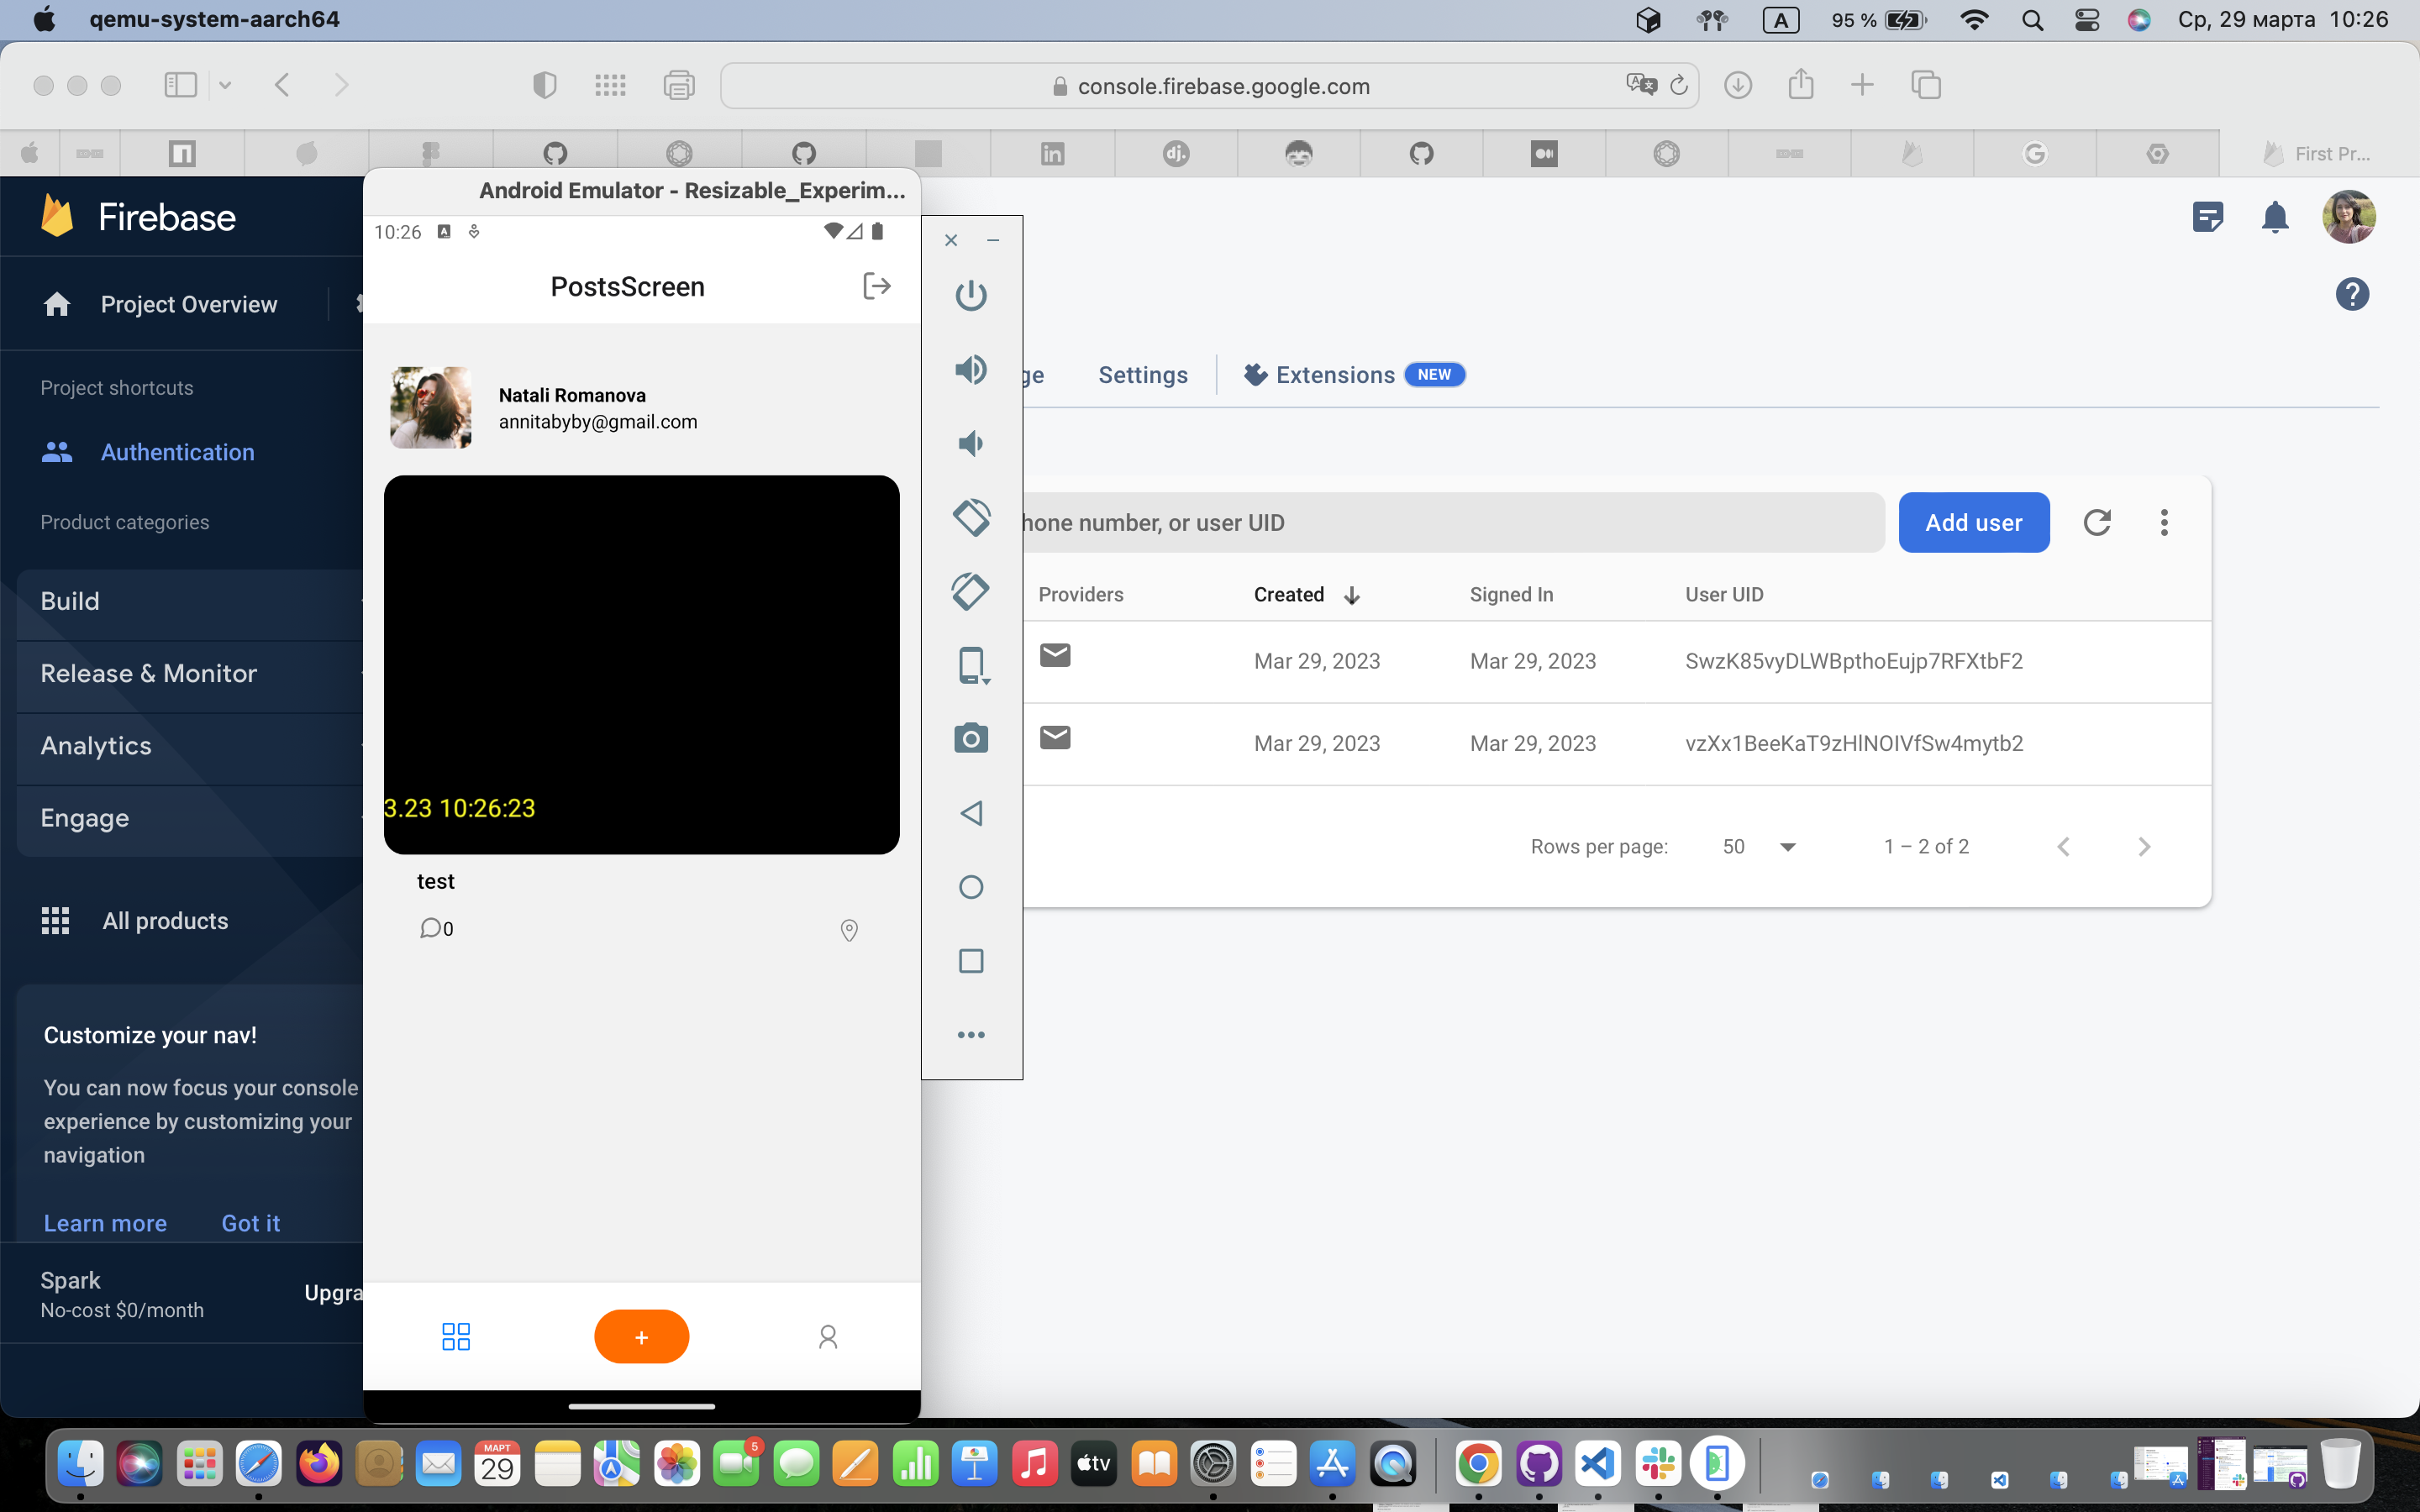 qemu-system-aarch64
A
95 %
Ср, 29 марта 10:26
console.firebase.google.com
First Pr...
Firebase
Project Overview
Project shortcuts
Authentication
Product categories
Build
Release & Monitor
Analytics
Engage
All products
Customize your nav!
You can now focus your console
experience by customizing your
navigation
Learn more
Got it
Spark
No-cost $0/month
Upgra
Android Emulator - Resizable_Experim...
10:26
PostsScreen
Natali Romanova
annitabyby@gmail.com
3.23 10:26:23
test
0
+
ge
Settings
Extensions
NEW
hone number, or user UID
Add user
Providers
Created
Signed In
User UID
Mar 29, 2023
Mar 29, 2023
SwzK85vyDLWBpthoEujp7RFXtbF2
Mar 29, 2023
Mar 29, 2023
vzXx1BeeKaT9zHlNOIVfSw4mytb2
Rows per page:
50
1 – 2 of 2
МАРТ
29
5
tv